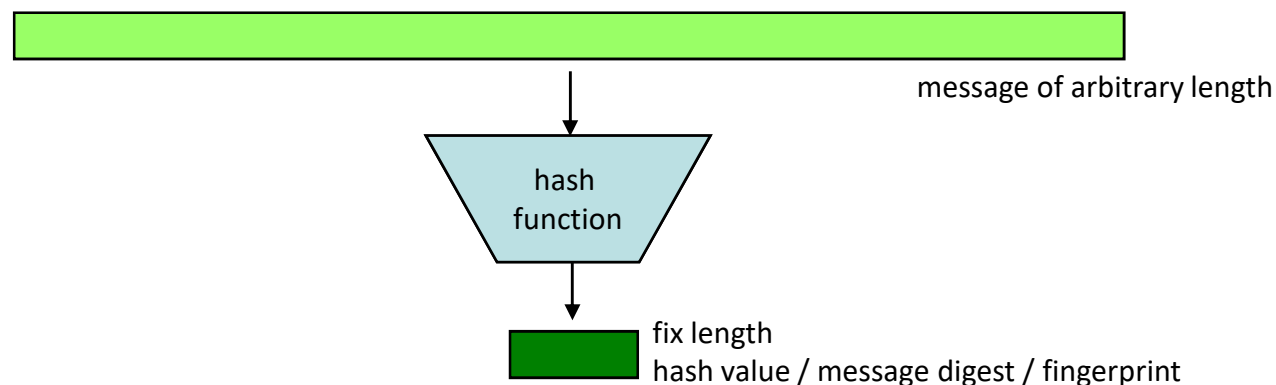 message of arbitrary length
hash
function
fix length
hash value / message digest / fingerprint